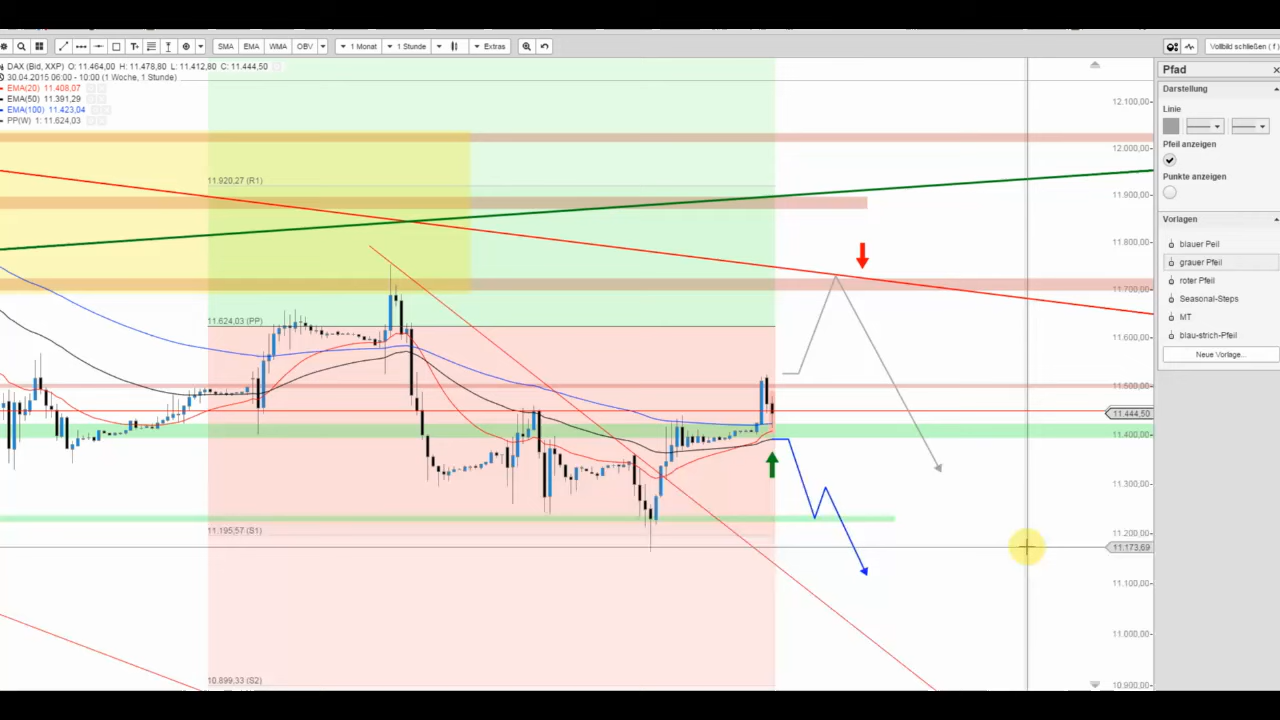 SMA EMA WMA OBV 1 Monat 1 Stunde Extras Vollbild schließen (f)
DAX (Bid, XXP) O: 11.464,00 H: 11.478,80 L: 11.412,80 C: 11.444,50
30.04.2015 06:00 - 10:00 (1 Woche, 1 Stunde)
EMA(20) 11.408,07
EMA(50) 11.391,29
EMA(100) 11.423,04
PP(W) 1: 11.624,03
11.920,27 (R1)
11.624,03 (PP)
11.195,57 (S1)
10.899,33 (S2)
12.100,00
12.000,00
11.900,00
11.800,00
11.700,00
11.600,00
11.500,00
11.444,50
11.400,00
11.300,00
11.200,00
11.173,69
11.100,00
11.000,00
10.900,00
Pfad
Darstellung
Linie
Pfeil anzeigen
Punkte anzeigen
Vorlagen
blauer Peil
grauer Pfeil
roter Pfeil
Seasonal-Steps
MT
blau-strich-Pfeil
Neue Vorlage...